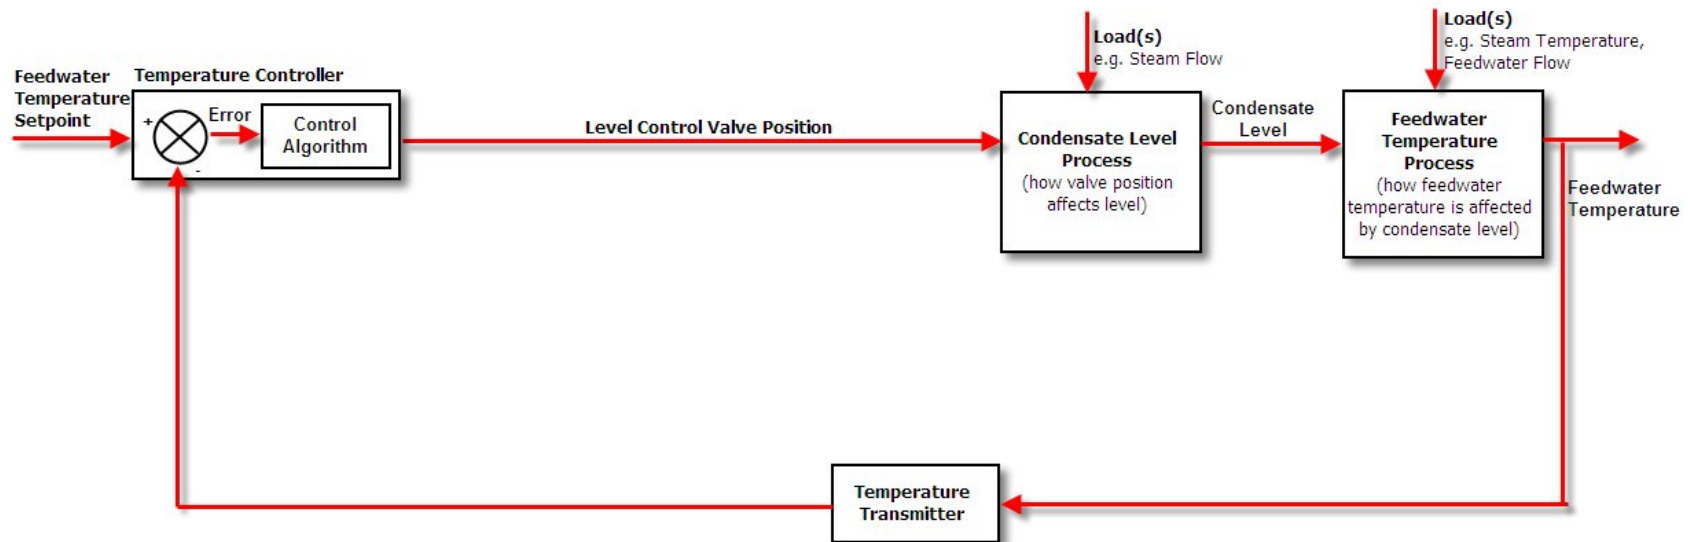 Feedwater
Temperature
Setpoint
Temperature Controller
+
-
Error
Control
Algorithm
Level Control Valve Position
Load(s)
e.g. Steam Flow
Condensate Level
Process
(how valve position
affects level)
Condensate
Level
Load(s)
e.g. Steam Temperature,
Feedwater Flow
Feedwater
Temperature
Process
(how feedwater
temperature is affected
by condensate level)
Feedwater
Temperature
Temperature
Transmitter